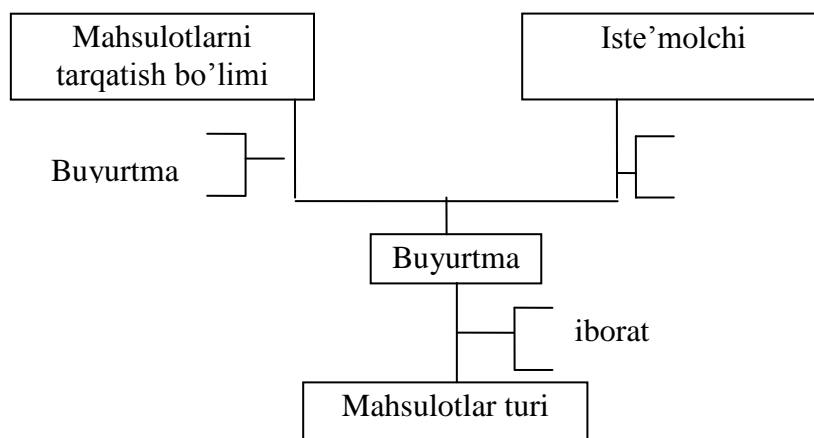 Mahsulotlarni
tarqatish bo’limi
Iste’molchi
Buyurtma
Buyurtma
iborat
Mahsulotlar turi